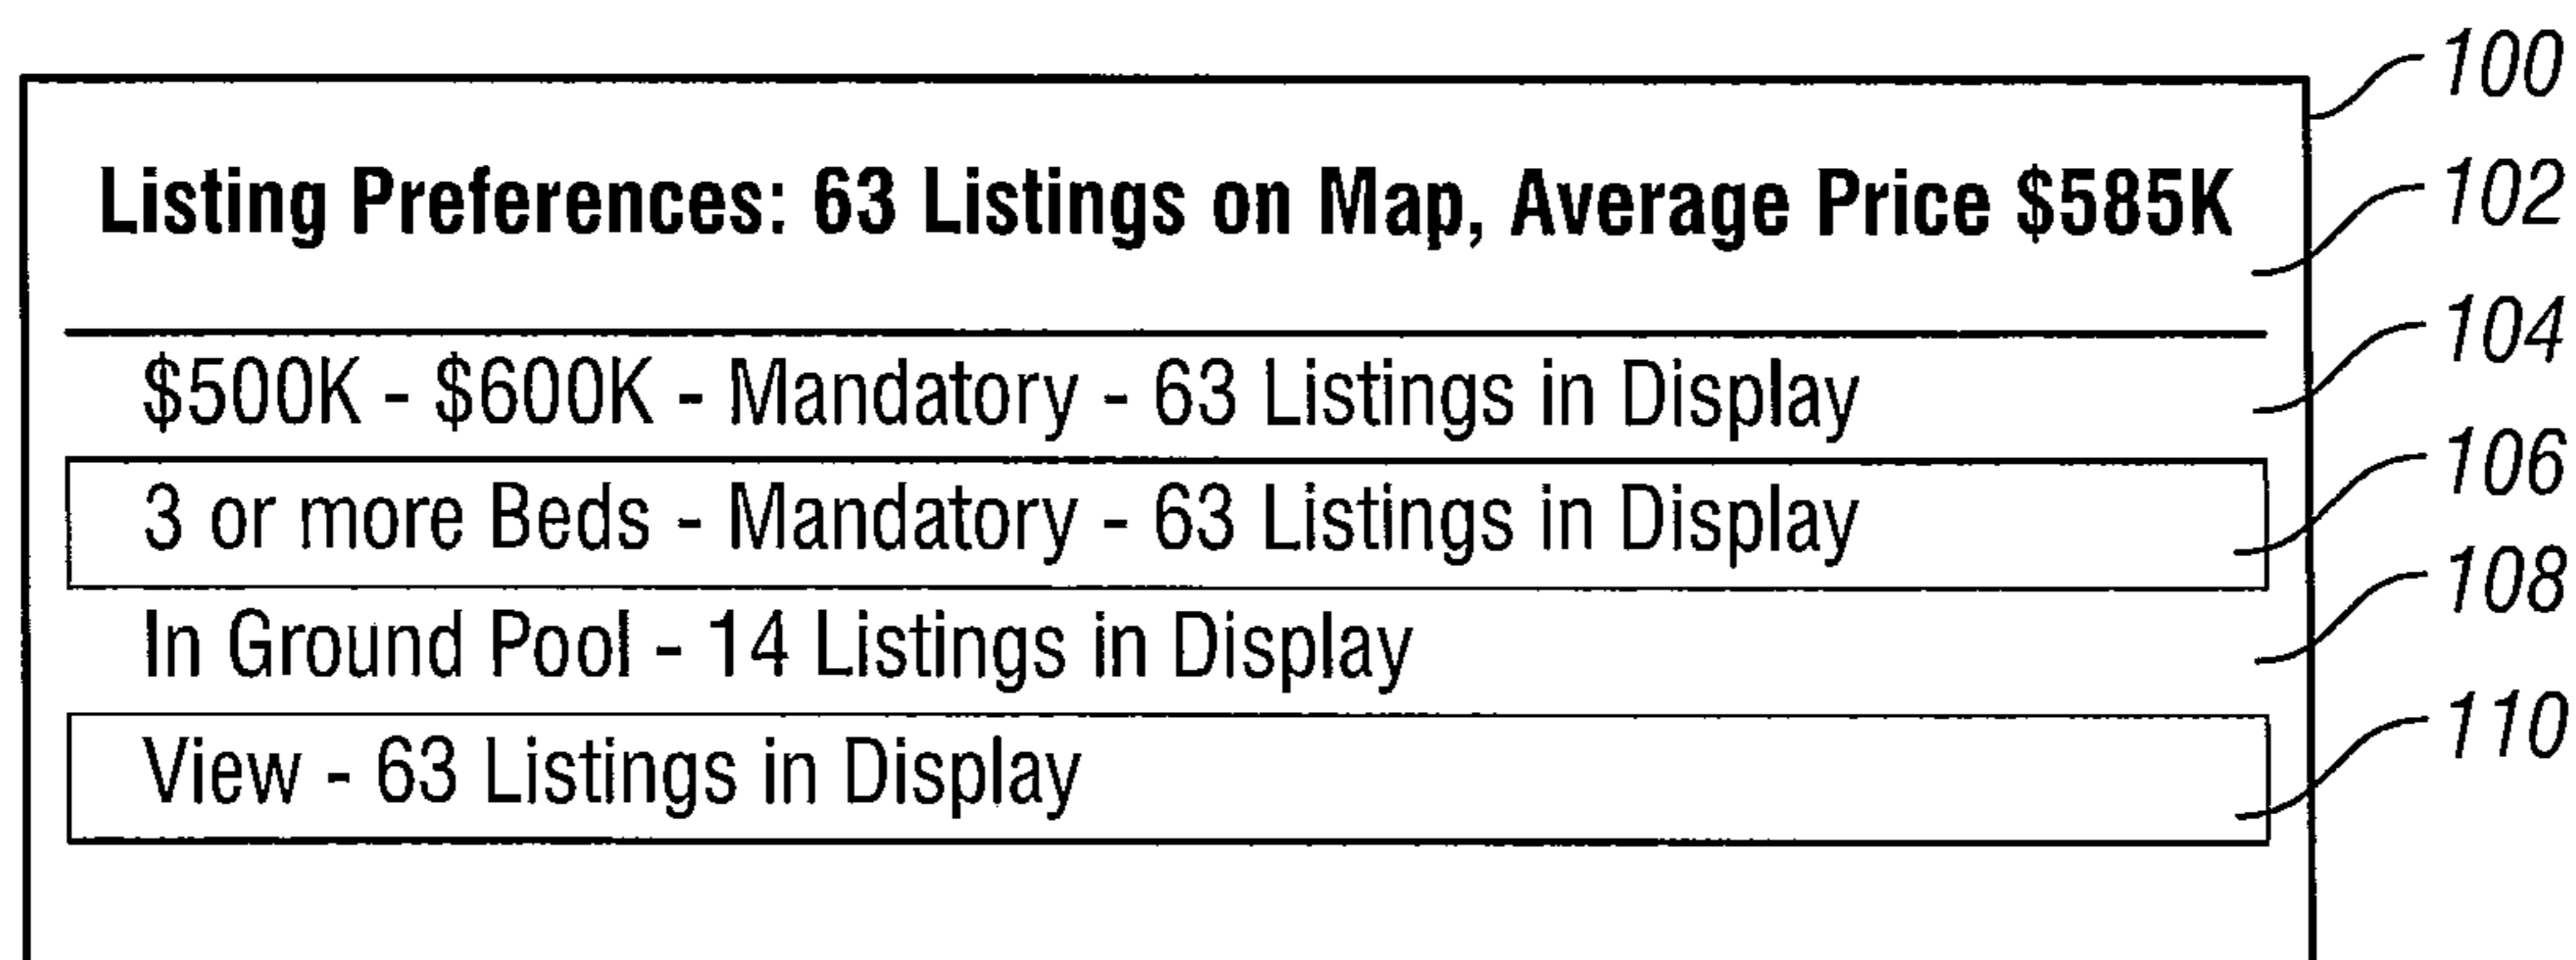 100
Listing Preferences: 63 Listings on Map, Average Price $585K
102
$500K - $600K - Mandatory - 63 Listings in Display
104
3 or more Beds - Mandatory - 63 Listings in Display
106
In Ground Pool - 14 Listings in Display
108
View - 63 Listings in Display
110